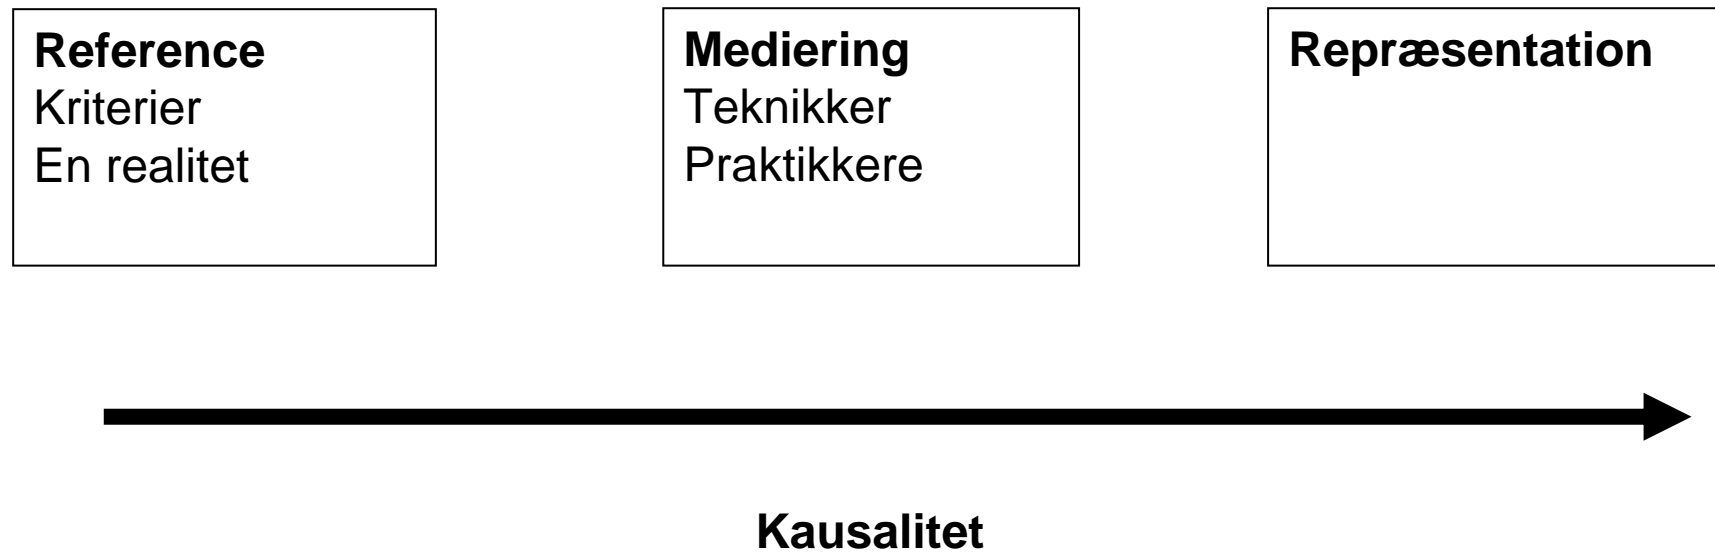 Reference
Kriterier
En realitet
Mediering
Teknikker
Praktikkere
Repræsentation
Kausalitet